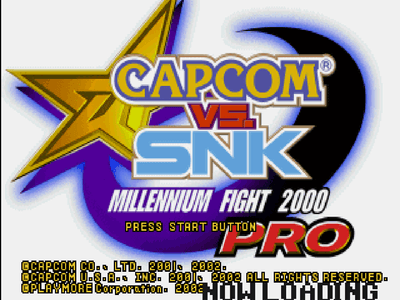 CAPCOM®
VS.
SNK
MILLENNIUM FIGHT 2000
PRESS START BUTTON
PRO
©CAPCOM CO., LTD. 2001, 2002.
©CAPCOM U.S.A., INC. 2001, 2002 ALL RIGHTS RESERVED.
©PLAYMORE Corporation. 2002
NOW LOADING